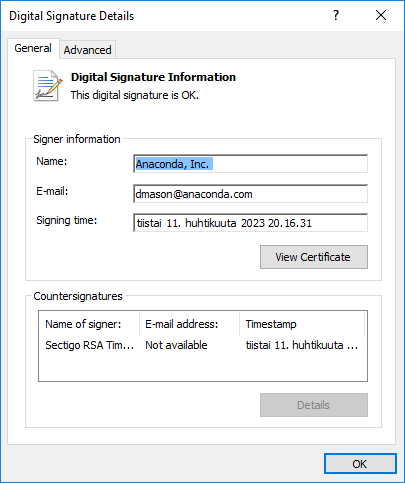 Digital Signature Details
?
General
Advanced
Digital Signature Information
This digital signature is OK.
Signer information
Name:
Anaconda, Inc.
E-mail:
dmason@anaconda.com
Signing time:
tiistai 11. huhtikuuta 2023 20.16.31
View Certificate
Countersignatures
Name of signer: E-mail address: Timestamp
Sectigo RSA Tim... Not available tiistai 11. huhtikuuta ...
Details
OK